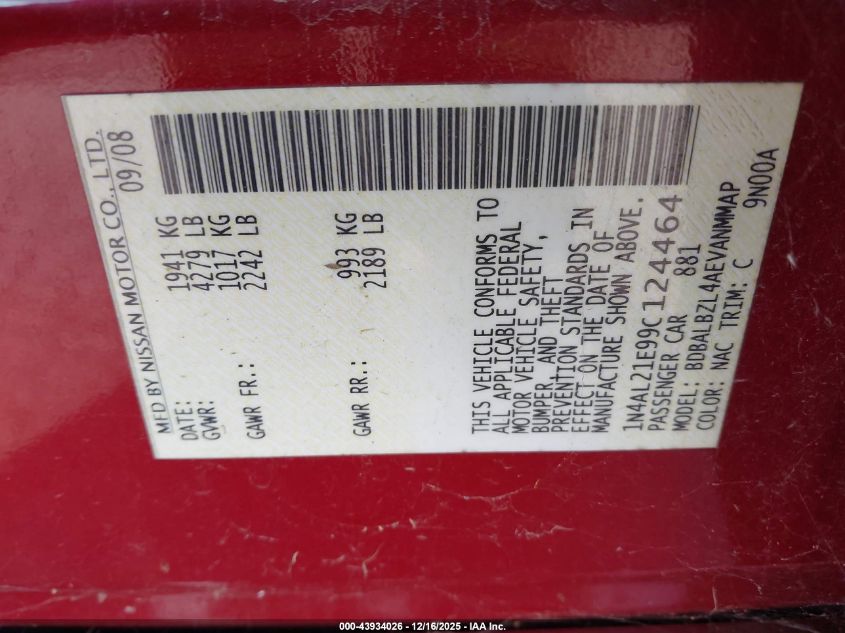 MFD BY NISSAN MOTOR CO., LTD.
DATE: 09/08
GVWR: 1941 KG
4279 LB
GAWR FR.: 1017 KG
2242 LB
GAWR RR.: 993 KG
2189 LB
THIS VEHICLE CONFORMS TO
ALL APPLICABLE FEDERAL
MOTOR VEHICLE SAFETY,
BUMPER, AND THEFT
PREVENTION STANDARDS IN
EFFECT ON THE DATE OF
MANUFACTURE SHOWN ABOVE.
1N4AL21E99C124464
PASSENGER CAR 881
MODEL: BDBALBZL4AEVANMMAP
COLOR: NAC TRIM: C 9N00A
000-43934026 - 12/16/2025 - IAA Inc.